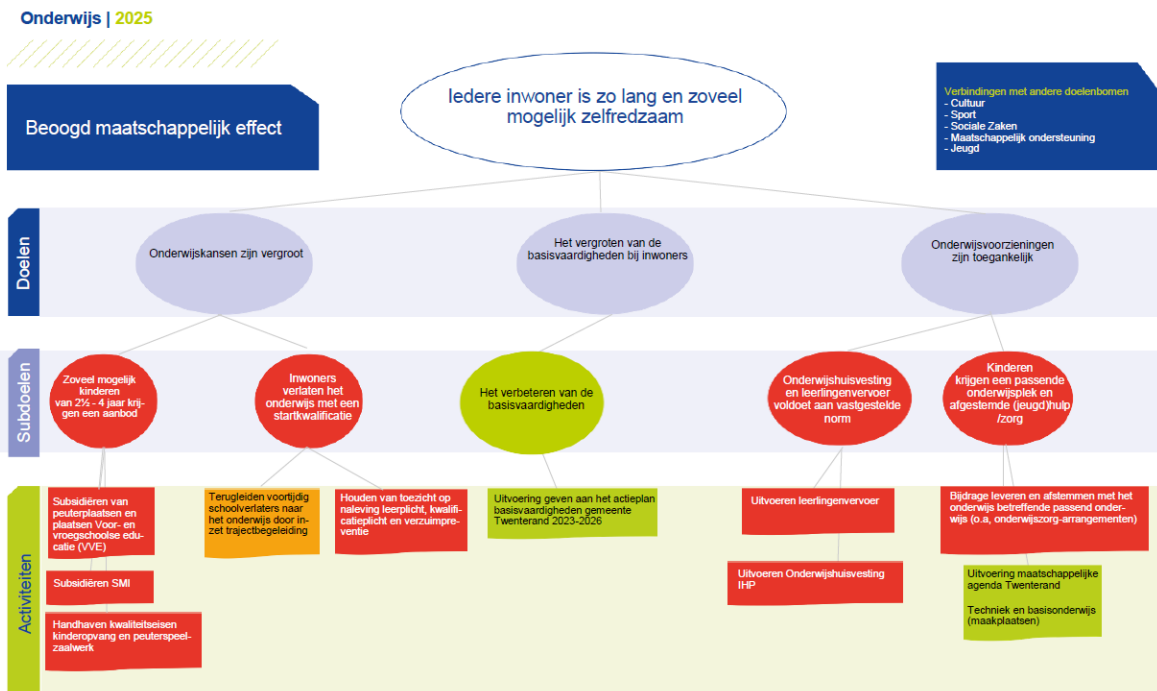 Onderwijs | 2025
Beoogd maatschappelijk effect
Iedere inwoner is zo lang en zoveel
mogelijk zelfredzaam
Verbindingen met andere doelenbomen
- Cultuur
- Sport
- Sociale Zaken
- Maatschappelijk ondersteuning
- Jeugd
Doelen
Onderwijskansen zijn vergroot
Het vergroten van de
basisvaardigheden bij inwoners
Onderwijsvoorzieningen
zijn toegankelijk
Subdoelen
Zoveel mogelijk
kinderen
van 2½ - 4 jaar krij-
gen een aanbod
Inwoners
verlaten het
onderwijs met een
startkwalificatie
Het verbeteren van de
basisvaardigheden
Onderwijshuisvesting
en leerlingenvervoer
voldoet aan vastgestelde
norm
Kinderen
krijgen een passende
onderwijsplek en
afgestemde (jeugd)hulp
/zorg
Activiteiten
Subsidiëren van
peuterplaatsen en
plaatsen Voor- en
vroegschoolse edu-
catie (VVE)
Subsidiëren SMI
Handhaven kwaliteitseisen
kinderopvang en peuterspeel-
zaalwerk
Terugleiden voortijdig
schoolverlaters naar
het onderwijs door in-
zet trajectbegeleiding
Houden van toezicht op
naleving leerplicht, kwalifi-
catieplicht en verzuimpre-
ventie
Uitvoering geven aan het actieplan
basisvaardigheden gemeente
Twenterand 2023-2026
Uitvoeren leerlingenvervoer
Uitvoeren Onderwijshuisvesting
IHP
Bijdrage leveren en afstemmen met het
onderwijs betreffende passend onder-
wijs (o.a, onderwijszorg-arrangementen)
Uitvoering maatschappelijke
agenda Twenterand
Techniek en basisonderwijs
(maakplaatsen)